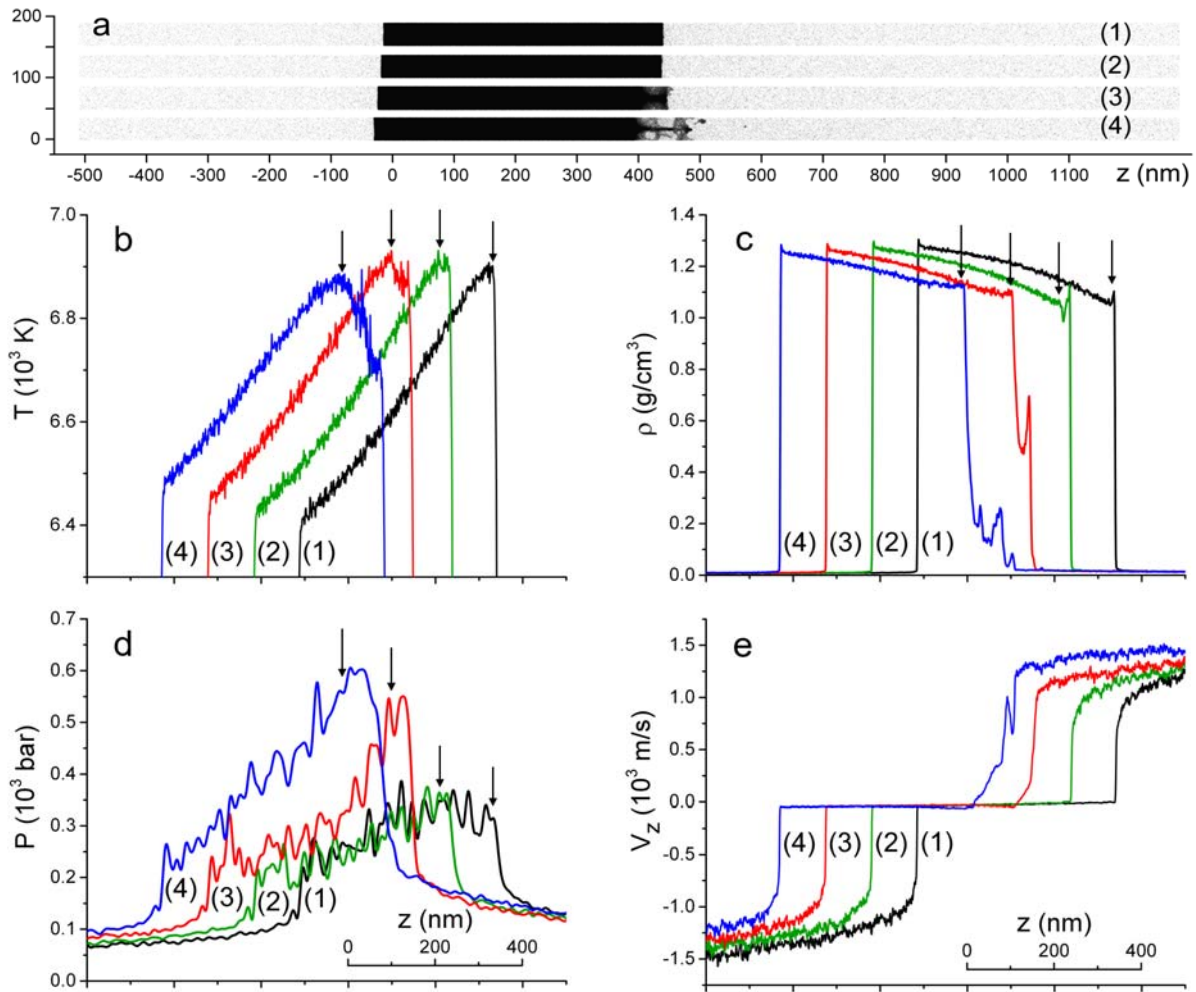 a
200
100
0
(1)
(2)
(3)
(4)
-500 -400 -300 -200 -100 0 100 200 300 400 500 600 700 800 900 1000 1100 z (nm)
b
T (10³ K)
7.0
6.8
6.6
6.4
(4) (3) (2) (1)
c
ρ (g/cm³)
1.4
1.2
1.0
0.8
0.6
0.4
0.2
0.0
(4) (3) (2) (1)
d
P (10³ bar)
0.7
0.6
0.5
0.4
0.3
0.2
0.1
0.0
(4) (3) (2) (1)
z (nm)
0 200 400
e
V_z (10³ m/s)
1.5
1.0
0.5
0.0
-0.5
-1.0
-1.5
(4) (3) (2) (1)
z (nm)
0 200 400